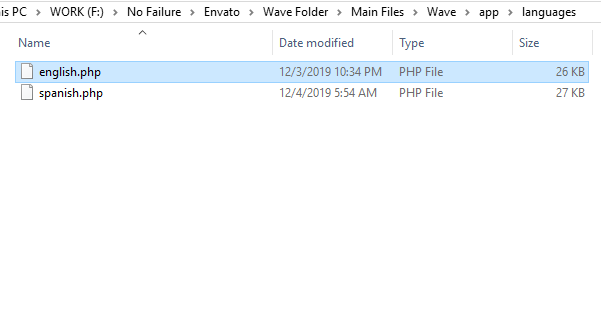 is PC > WORK (F:) > No Failure > Envato > Wave Folder > Main Files > Wave > app > languages
Name Date modified Type Size
english.php 12/3/2019 10:34 PM PHP File 26 KB
spanish.php 12/4/2019 5:54 AM PHP File 27 KB